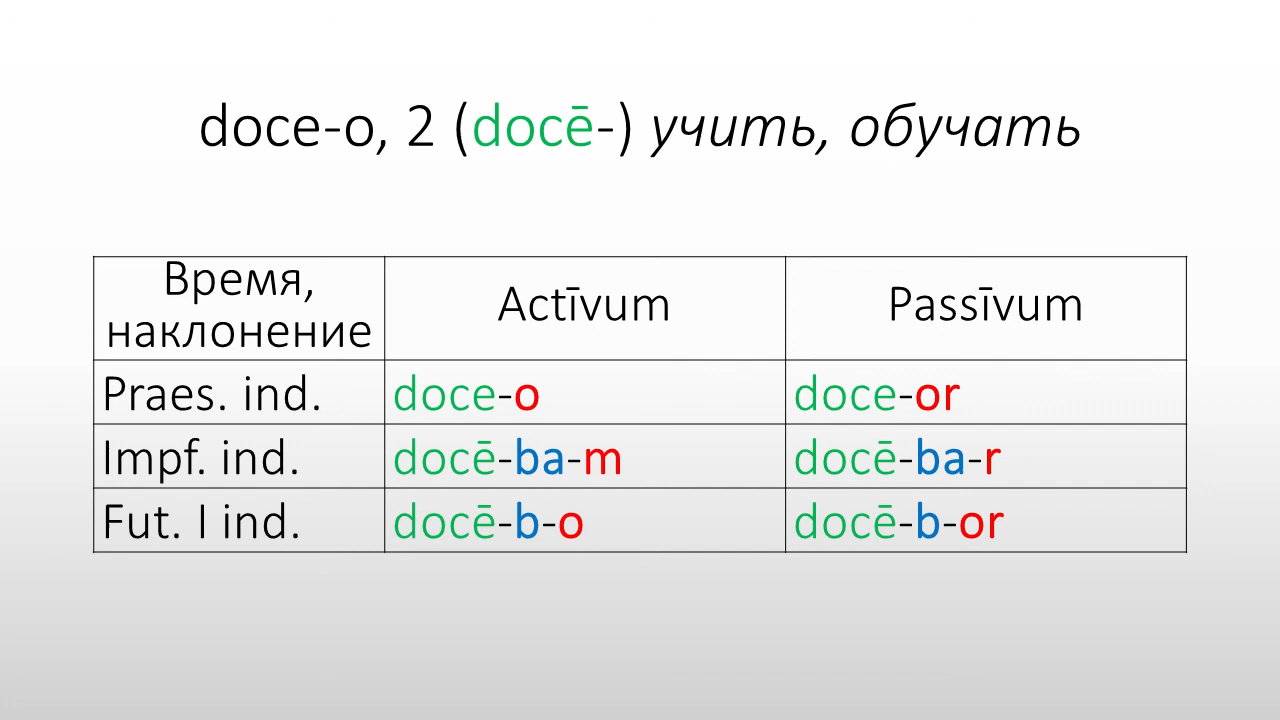 doce-o, 2 (docē-) учить, обучать
Время,
наклонение
Actīvum
Passīvum
Praes. ind.
doce-o
doce-or
Impf. ind.
docē-ba-m
docē-ba-r
Fut. I ind.
docē-b-o
docē-b-or